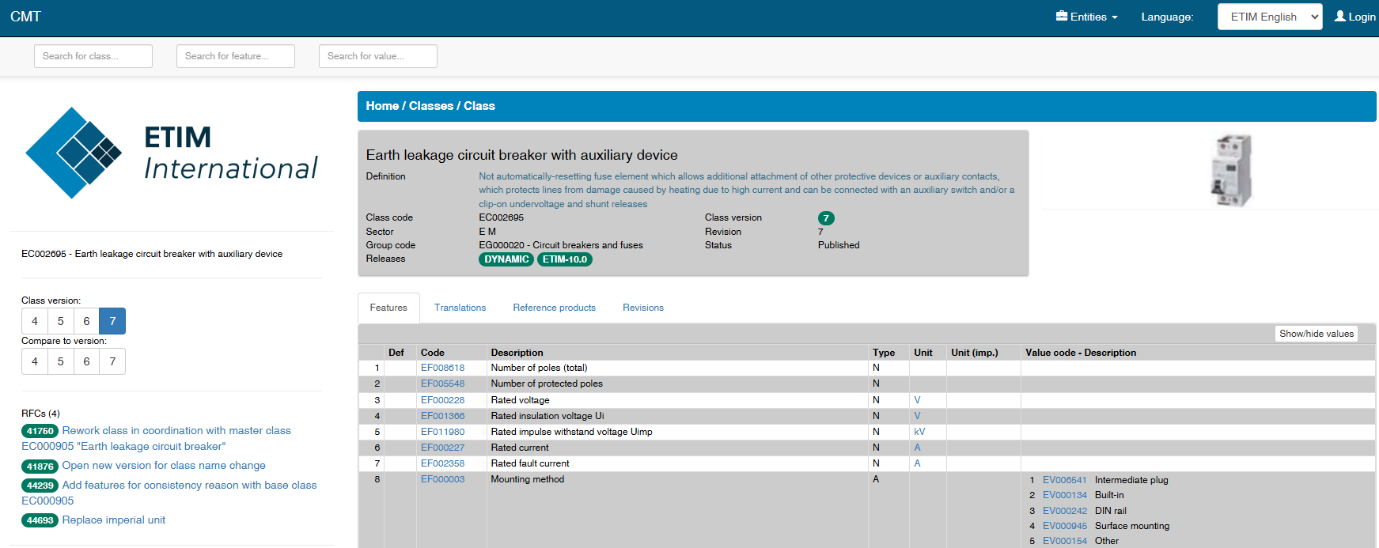 CMT
Entities
Language:
ETIM English
Login
Search for class...
Search for feature...
Search for value...
ETIM
International
EC002695 - Earth leakage circuit breaker with auxiliary device
Class version:
4 5 6 7
Compare to version:
4 5 6 7
RFCs (4)
41750 Rework class in coordination with master class
EC000905 "Earth leakage circuit breaker"
41876 Open new version for class name change
44239 Add features for consistency reason with base class
EC000905
44693 Replace imperial unit
Home / Classes / Class
Earth leakage circuit breaker with auxiliary device
Definition Not automatically-resetting fuse element which allows additional attachment of other protective devices or auxiliary contacts,
which protects lines from damage caused by heating due to high current and can be connected with an auxiliary switch and/or a
clip-on undervoltage and shunt releases
Class code EC002695 Class version 7
Sector E M Revision 7
Group code EG000020 - Circuit breakers and fuses Status Published
Releases DYNAMIC ETIM-10.0
Features Translations Reference products Revisions
Show/hide values
Def Code Description Type Unit Unit (imp.) Value code - Description
1 EF008618 Number of poles (total) N
2 EF005548 Number of protected poles N
3 EF000228 Rated voltage N V
4 EF001366 Rated insulation voltage Ui N V
5 EF011980 Rated impulse withstand voltage Uimp N kV
6 EF000227 Rated current N A
7 EF002358 Rated fault current N A
8 EF000003 Mounting method A 1 EV006541 Intermediate plug
2 EV000134 Built-in
3 EV000242 DIN rail
4 EV000945 Surface mounting
5 EV000154 Other